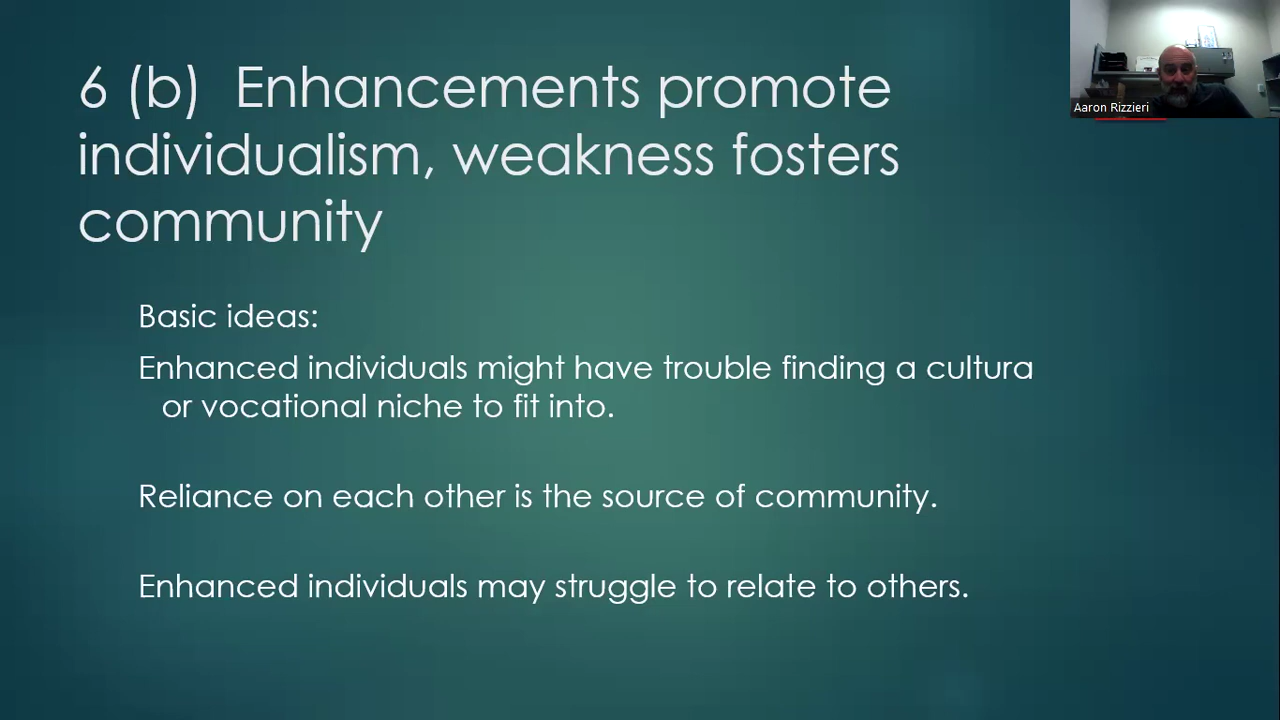 6 (b) Enhancements promote
individualism, weakness fosters
community
Aaron Rizzieri
Basic ideas:
Enhanced individuals might have trouble finding a cultura
or vocational niche to fit into.
Reliance on each other is the source of community.
Enhanced individuals may struggle to relate to others.